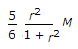 5/6 r²/(1 + r²) M